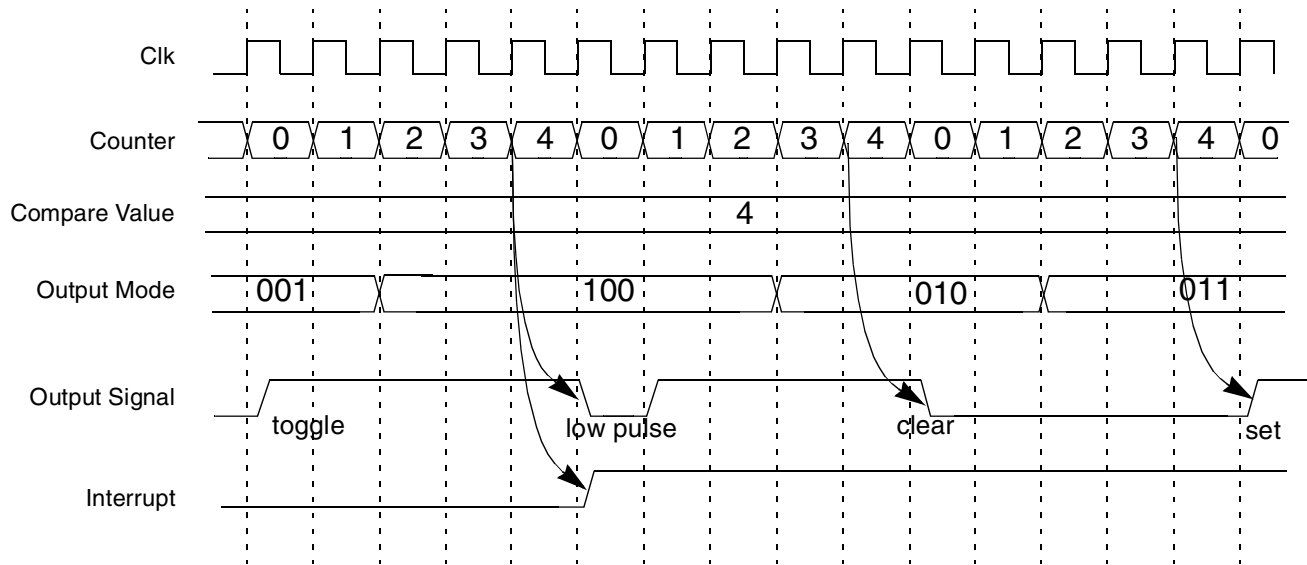 Clk
Counter 0 1 2 3 4 0 1 2 3 4 0 1 2 3 4 0
Compare Value 4
Output Mode 001 100 010 011
Output Signal
toggle low pulse clear set
Interrupt